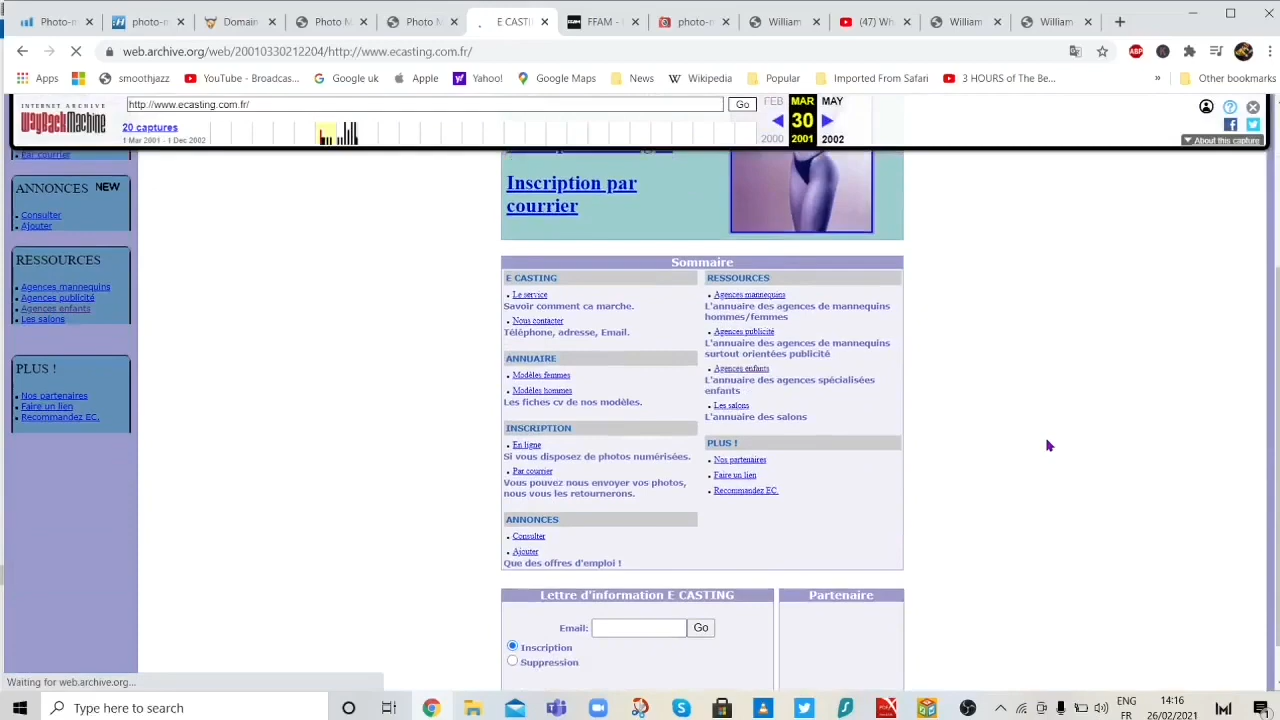 Photo-m
Domain
Photo M
Photo -
E CASTI
FFAM -
photo-m
William
(47) Wh
William
William
web.archive.org/web/20010330212204/http://www.ecasting.com.fr/
Apps
smoothjazz
YouTube - Broadcas...
Google uk
Apple
Yahoo!
Google Maps
News
Wikipedia
Popular
Imported From Safari
3 HOURS of The Be...
»
Other bookmarks
INTERNET ARCHIVE
WayBackMachine
http://www.ecasting.com.fr/
Go
FEB
MAR
MAY
20 captures
30
1 Mar 2001 - 1 Dec 2002
2000
2001
2002
About this capture
Par courrier
ANNONCES NEW
Consulter
Ajouter
RESSOURCES
Agences mannequins
Agences publicité
Agences enfants
Les salons
PLUS !
Nos partenaires
Faire un lien
Recommandez EC.
Inscription par
courrier
Sommaire
E CASTING
Le service
Savoir comment ca marche.
Nous contacter
Téléphone, adresse, Email.
ANNUAIRE
Modèles femmes
Modèles hommes
Les fiches cv de nos modèles.
INSCRIPTION
En ligne
Si vous disposez de photos numérisées.
Par courrier
Vous pouvez nous envoyer vos photos,
nous vous les retournerons.
ANNONCES
Consulter
Ajouter
Que des offres d'emploi !
RESSOURCES
Agences mannequins
L'annuaire des agences de mannequins
hommes/femmes
Agences publicité
L'annuaire des agences de mannequins
surtout orientées publicité
Agences enfants
L'annuaire des agences spécialisées
enfants
Les salons
L'annuaire des salons
PLUS !
Nos partenaires
Faire un lien
Recommandez EC.
Lettre d'information E CASTING
Partenaire
Email:
Go
Inscription
Suppression
Waiting for web.archive.org...
Type here to search
ENG
FR
14:16
26/02/2021